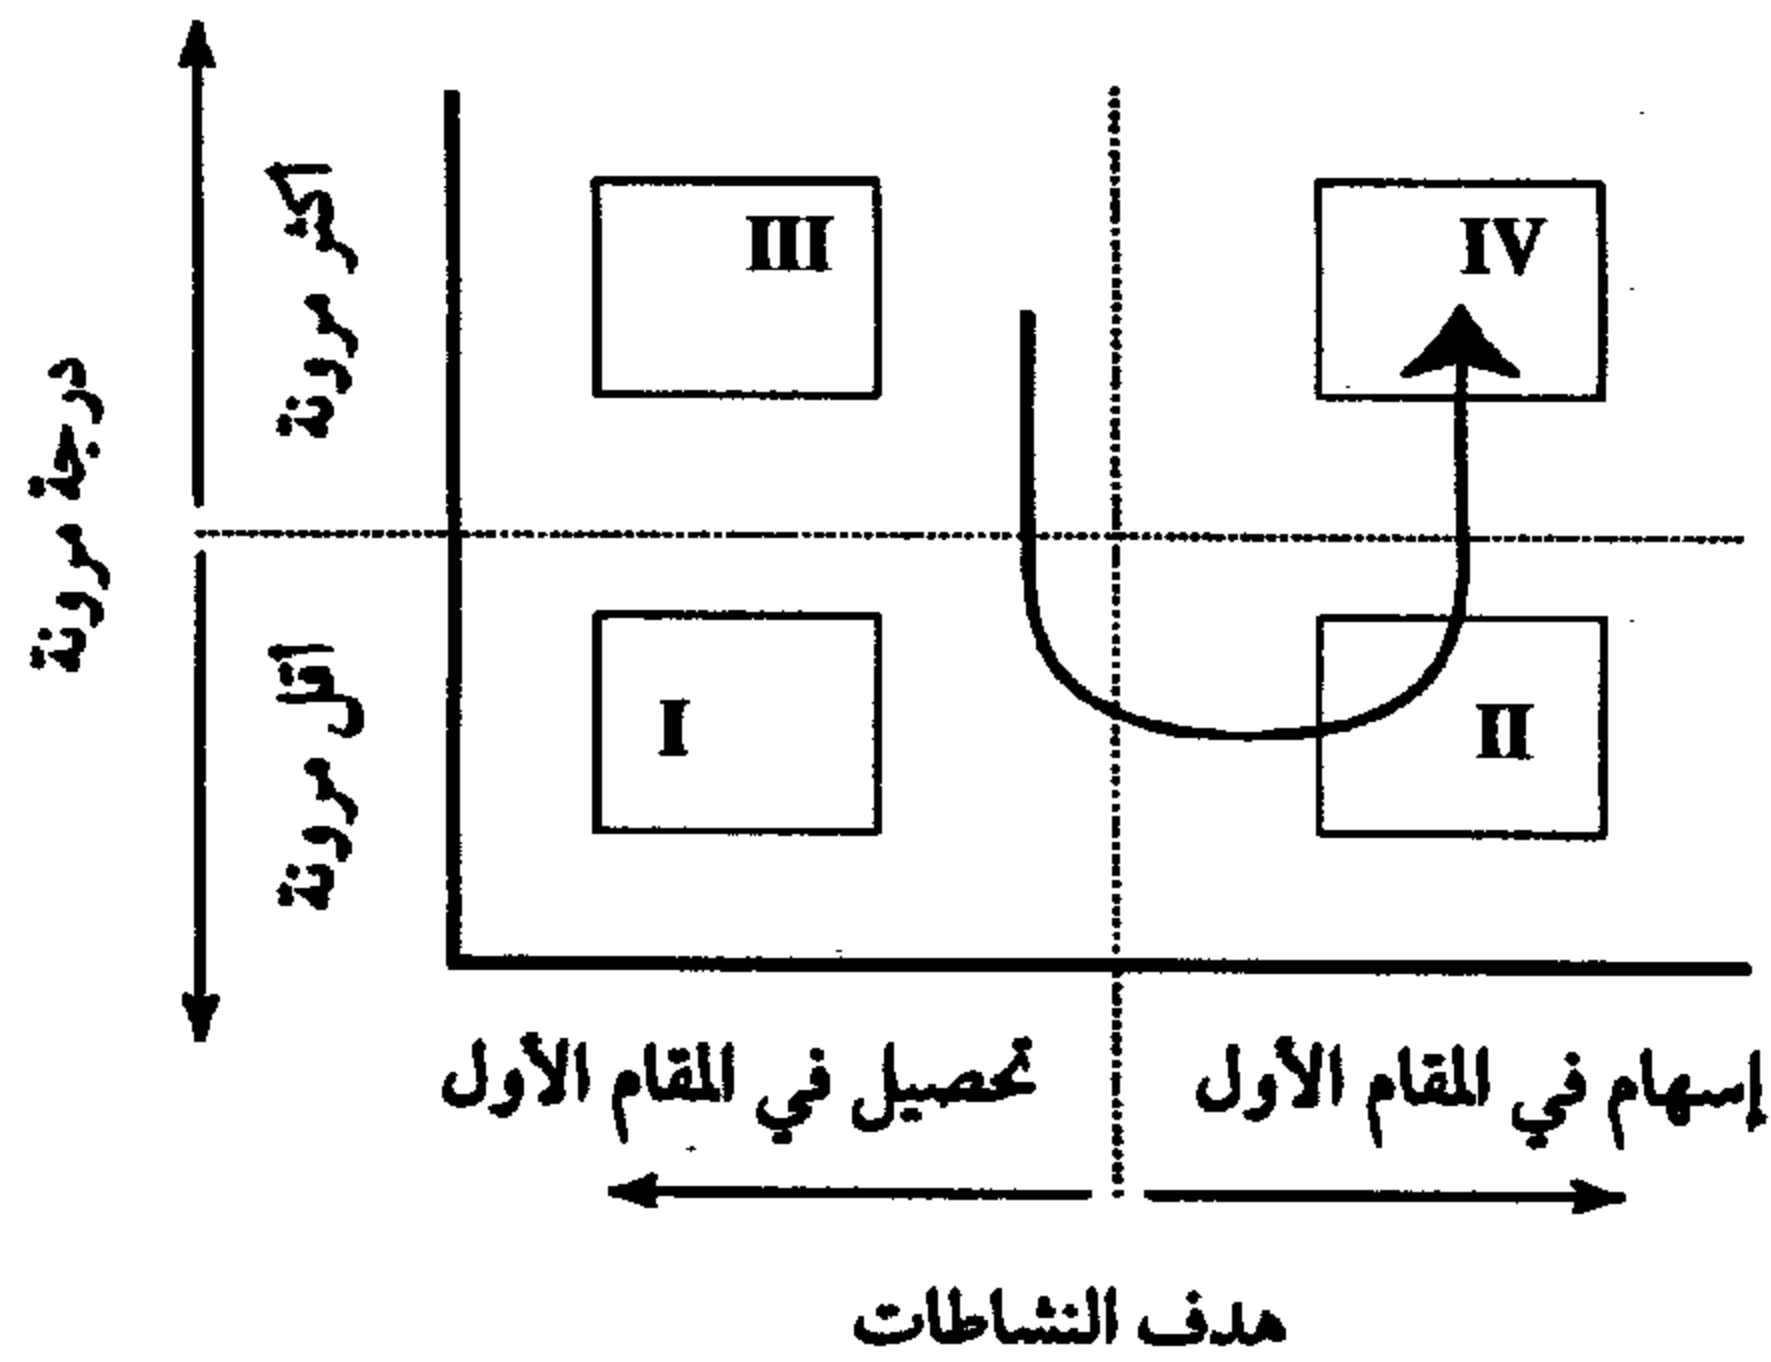 درجة مرونة
أكثر مرونة
أقل مرونة
III
IV
I
II
تحصيل في المقام الأول
إسهام في المقام الأول
هدف النشاطات